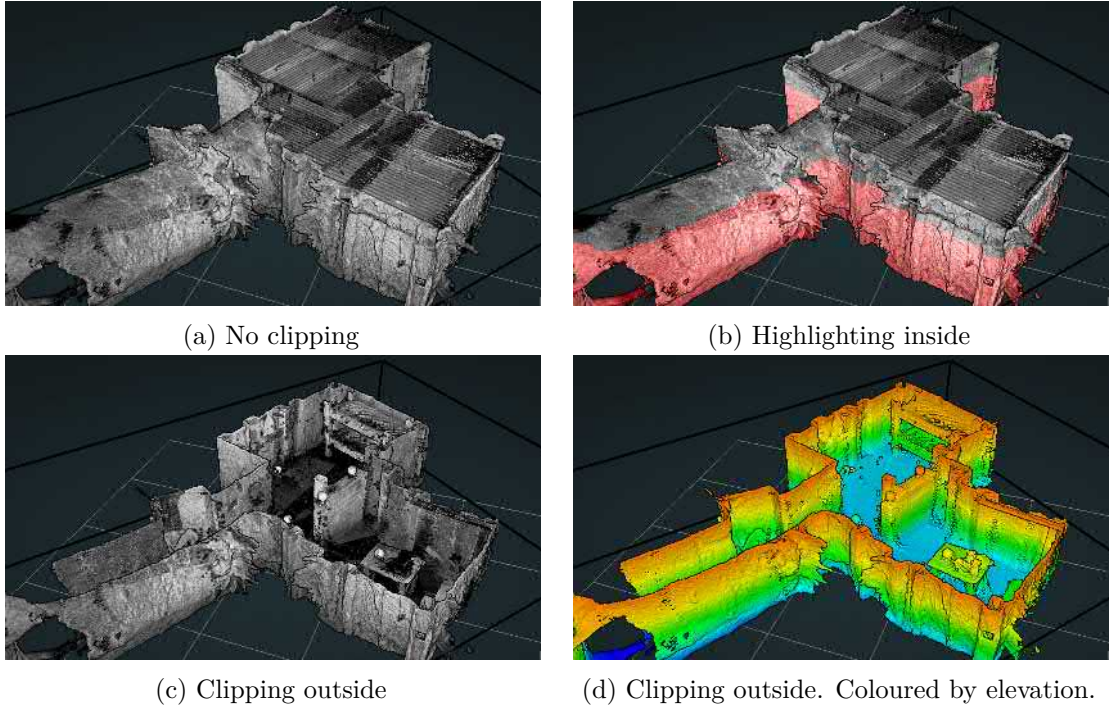 (a) No clipping
(b) Highlighting inside
(c) Clipping outside
(d) Clipping outside. Coloured by elevation.